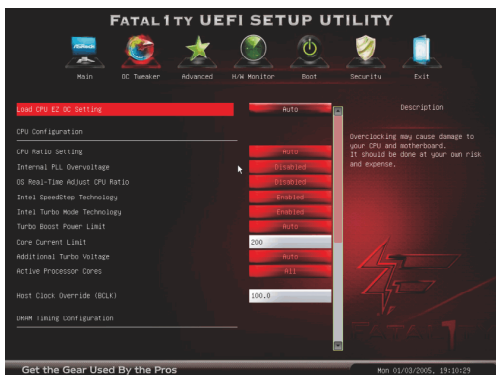 FATAL1TY UEFI SETUP UTILITY
Main OC Tweaker Advanced H/W Monitor Boot Security Exit
Load CPU EZ OC Setting Auto
Description
CPU Configuration
Overclocking may cause damage to
your CPU and motherboard.
It should be done at your own risk
and expense.
CPU Ratio Setting Auto
Internal PLL Overvoltage Disabled
OS Real-Time Adjust CPU Ratio Disabled
Intel SpeedStep Technology Enabled
Intel Turbo Mode Technology Enabled
Turbo Boost Power Limit Auto
Core Current Limit 200
Additional Turbo Voltage Auto
Active Processor Cores All
Host Clock Override (BCLK) 100.0
DRAM Timing Configuration
Get the Gear Used By the Pros
Mon 01/03/2005, 19:10:29